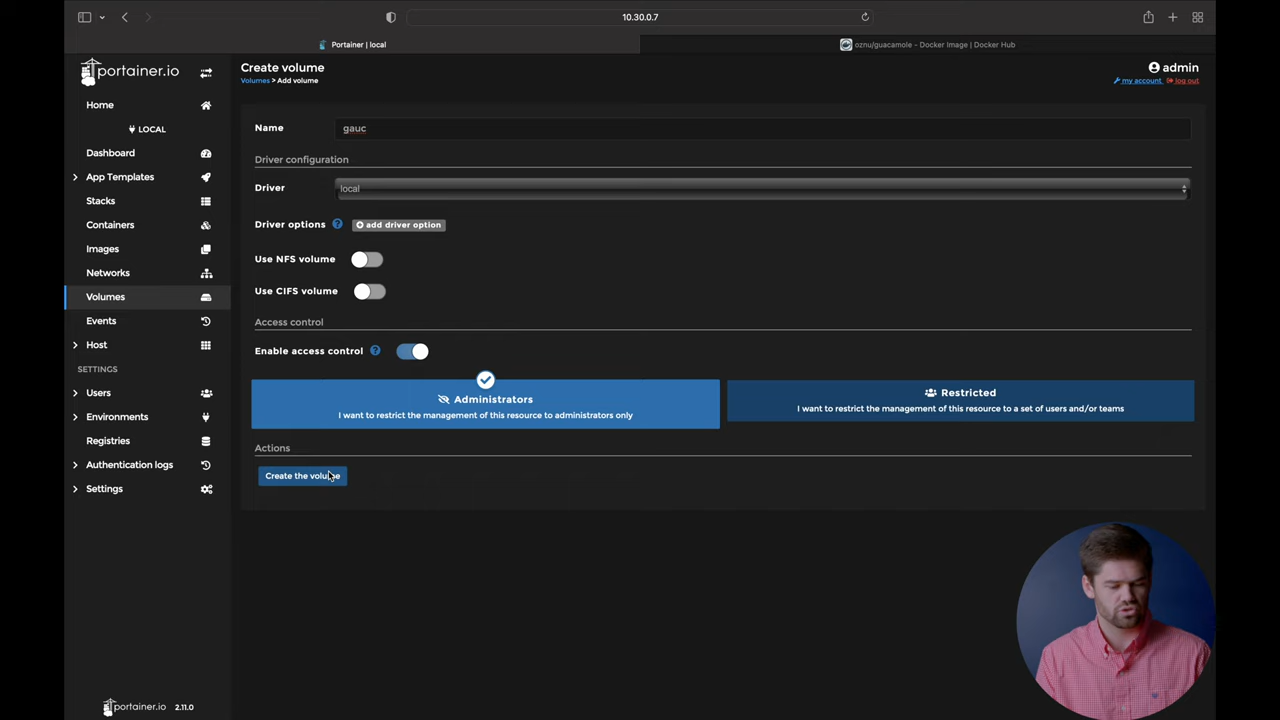 10.30.0.7
Portainer | local
oznu/guacamole - Docker Image | Docker Hub
portainer.io
Home
LOCAL
Dashboard
App Templates
Stacks
Containers
Images
Networks
Volumes
Events
Host
SETTINGS
Users
Environments
Registries
Authentication logs
Settings
portainer.io 2.11.0
Create volume
Volumes > Add volume
admin
my account log out
Name gauc
Driver configuration
Driver local
Driver options ? add driver option
Use NFS volume
Use CIFS volume
Access control
Enable access control ?
Administrators
I want to restrict the management of this resource to administrators only
Restricted
I want to restrict the management of this resource to a set of users and/or teams
Actions
Create the volume